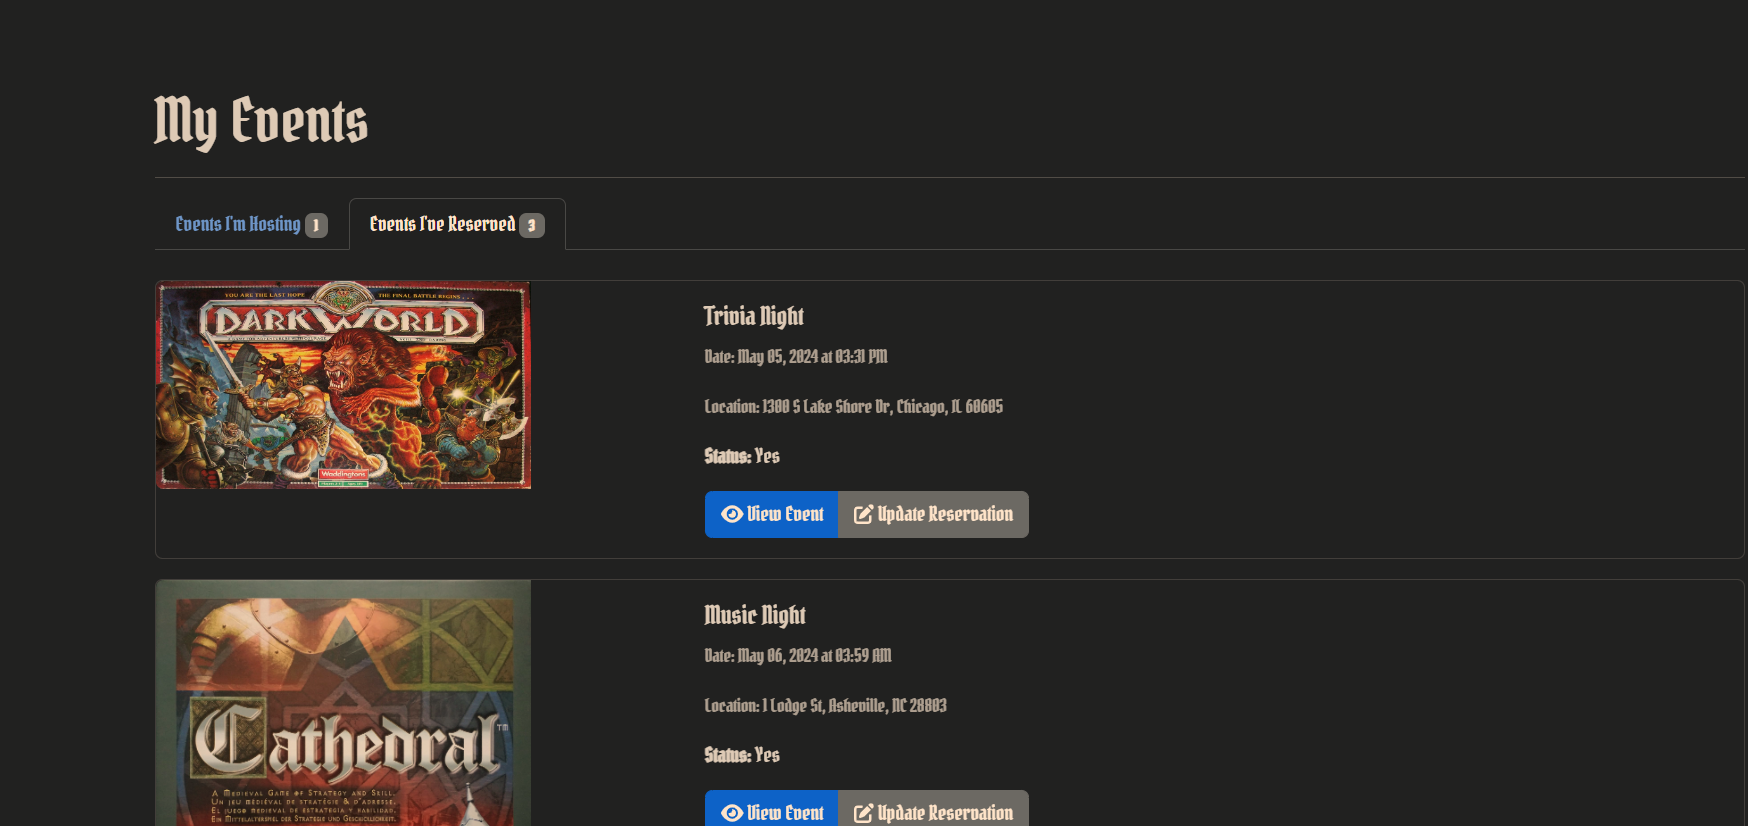 My Events
Events I'm Hosting 1
Events I've Reserved 3
YOU ARE THE LAST HOPE
THE FINAL BATTLE BEGINS . . .
DARK WORLD
Waddingtons
Trivia Night
Date: May 05, 2024 at 03:31 PM
Location: 1300 S Lake Shore Dr, Chicago, IL 60605
Status: Yes
View Event
Update Reservation
Cathedral™
A MEDIEVAL GAME OF STRATEGY AND SKILL.
UN JEU MÉDIÉVAL DE STRATÉGIE & D'ADRESSE.
EL JUEGO MEDIEVAL DE ESTRATEGIA Y HABILIDAD.
EIN MITTELALTERSPIEL DER STRATEGIE UND GESCHICKLICHKEIT.
Music Night
Date: May 06, 2024 at 03:59 AM
Location: 1 Lodge St, Asheville, NC 28803
Status: Yes
View Event
Update Reservation